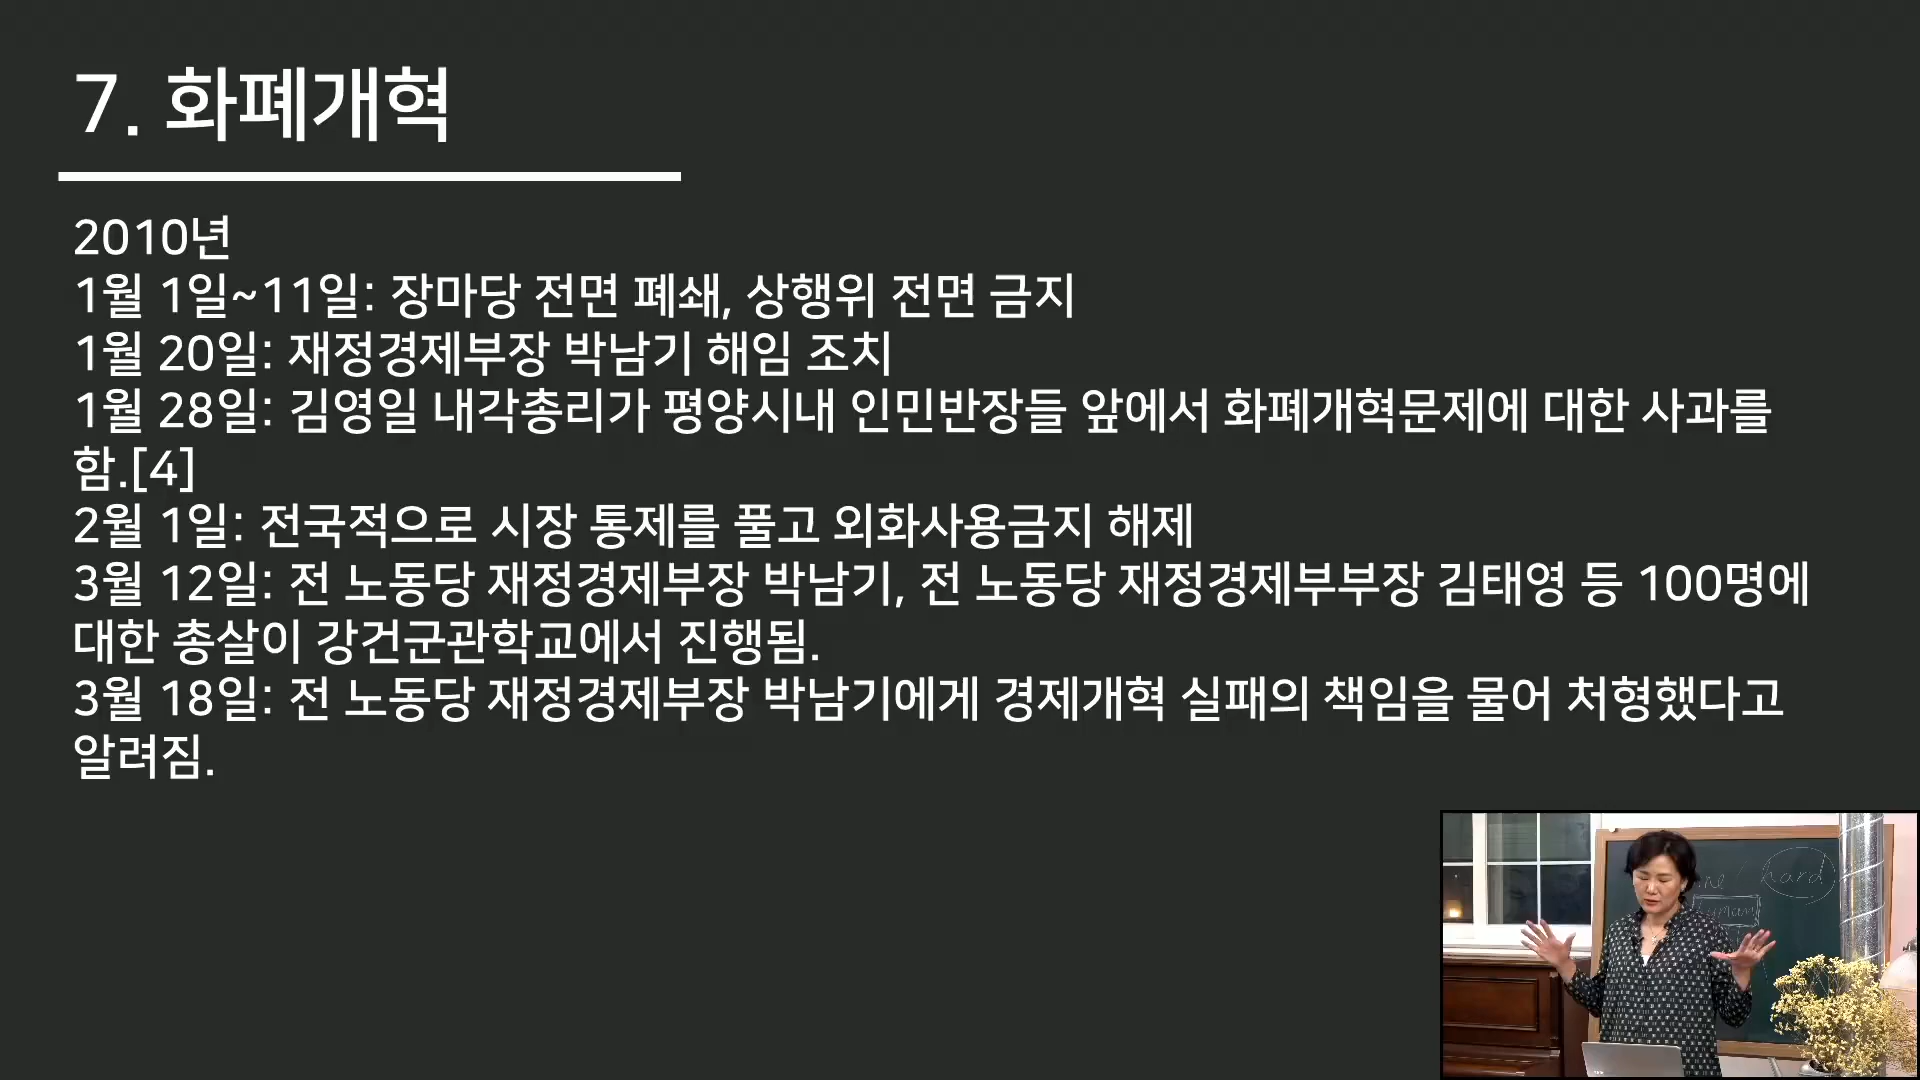 7. 화폐개혁
2010년
1월 1일~11일: 장마당 전면 폐쇄, 상행위 전면 금지
1월 20일: 재정경제부장 박남기 해임 조치
1월 28일: 김영일 내각총리가 평양시내 인민반장들 앞에서 화폐개혁문제에 대한 사과를
함.[4]
2월 1일: 전국적으로 시장 통제를 풀고 외화사용금지 해제
3월 12일: 전 노동당 재정경제부장 박남기, 전 노동당 재정경제부부장 김태영 등 100명에
대한 총살이 강건군관학교에서 진행됨.
3월 18일: 전 노동당 재정경제부장 박남기에게 경제개혁 실패의 책임을 물어 처형했다고
알려짐.
hard